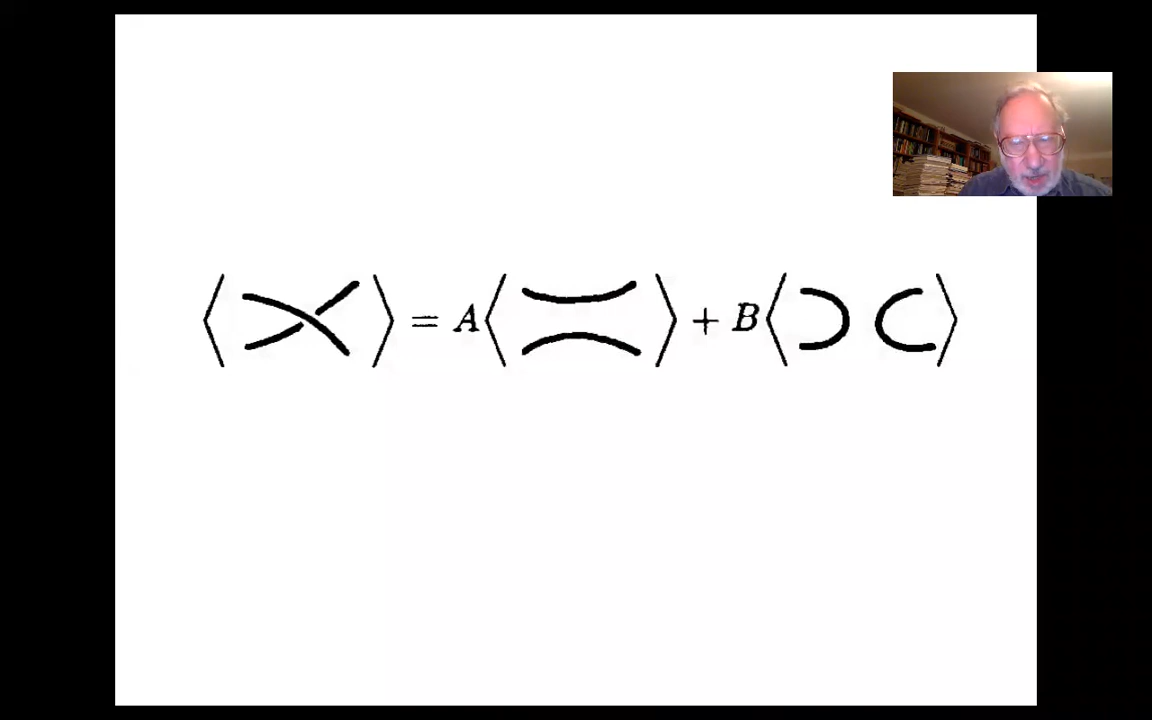 ⟨ ⟩ = A⟨ ⟩ + B⟨ ⟩